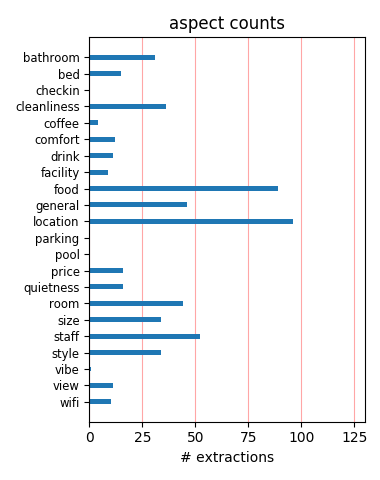 aspect counts
bathroom
bed
checkin
cleanliness
coffee
comfort
drink
facility
food
general
location
parking
pool
price
quietness
room
size
staff
style
vibe
view
wifi
0 25 50 75 100 125
# extractions